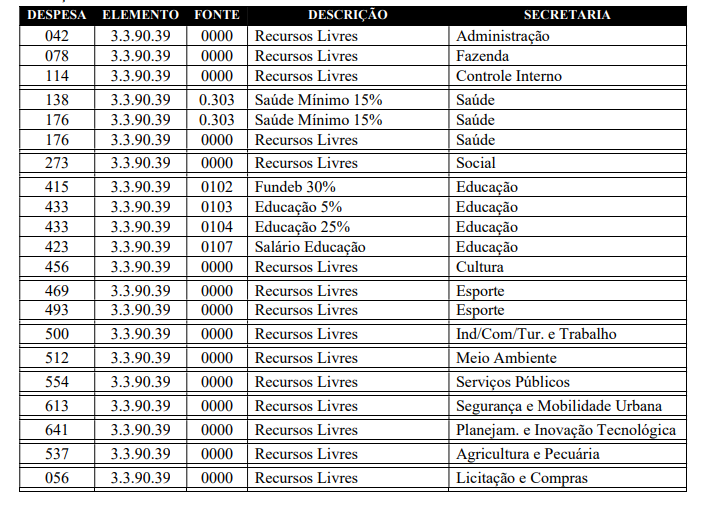 DESPESA ELEMENTO FONTE DESCRIÇÃO SECRETARIA
042 3.3.90.39 0000 Recursos Livres Administração
078 3.3.90.39 0000 Recursos Livres Fazenda
114 3.3.90.39 0000 Recursos Livres Controle Interno
138 3.3.90.39 0.303 Saúde Mínimo 15% Saúde
176 3.3.90.39 0.303 Saúde Mínimo 15% Saúde
176 3.3.90.39 0000 Recursos Livres Saúde
273 3.3.90.39 0000 Recursos Livres Social
415 3.3.90.39 0102 Fundeb 30% Educação
433 3.3.90.39 0103 Educação 5% Educação
433 3.3.90.39 0104 Educação 25% Educação
423 3.3.90.39 0107 Salário Educação Educação
456 3.3.90.39 0000 Recursos Livres Cultura
469 3.3.90.39 0000 Recursos Livres Esporte
493 3.3.90.39 0000 Recursos Livres Esporte
500 3.3.90.39 0000 Recursos Livres Ind/Com/Tur. e Trabalho
512 3.3.90.39 0000 Recursos Livres Meio Ambiente
554 3.3.90.39 0000 Recursos Livres Serviços Públicos
613 3.3.90.39 0000 Recursos Livres Segurança e Mobilidade Urbana
641 3.3.90.39 0000 Recursos Livres Planejam. e Inovação Tecnológica
537 3.3.90.39 0000 Recursos Livres Agricultura e Pecuária
056 3.3.90.39 0000 Recursos Livres Licitação e Compras